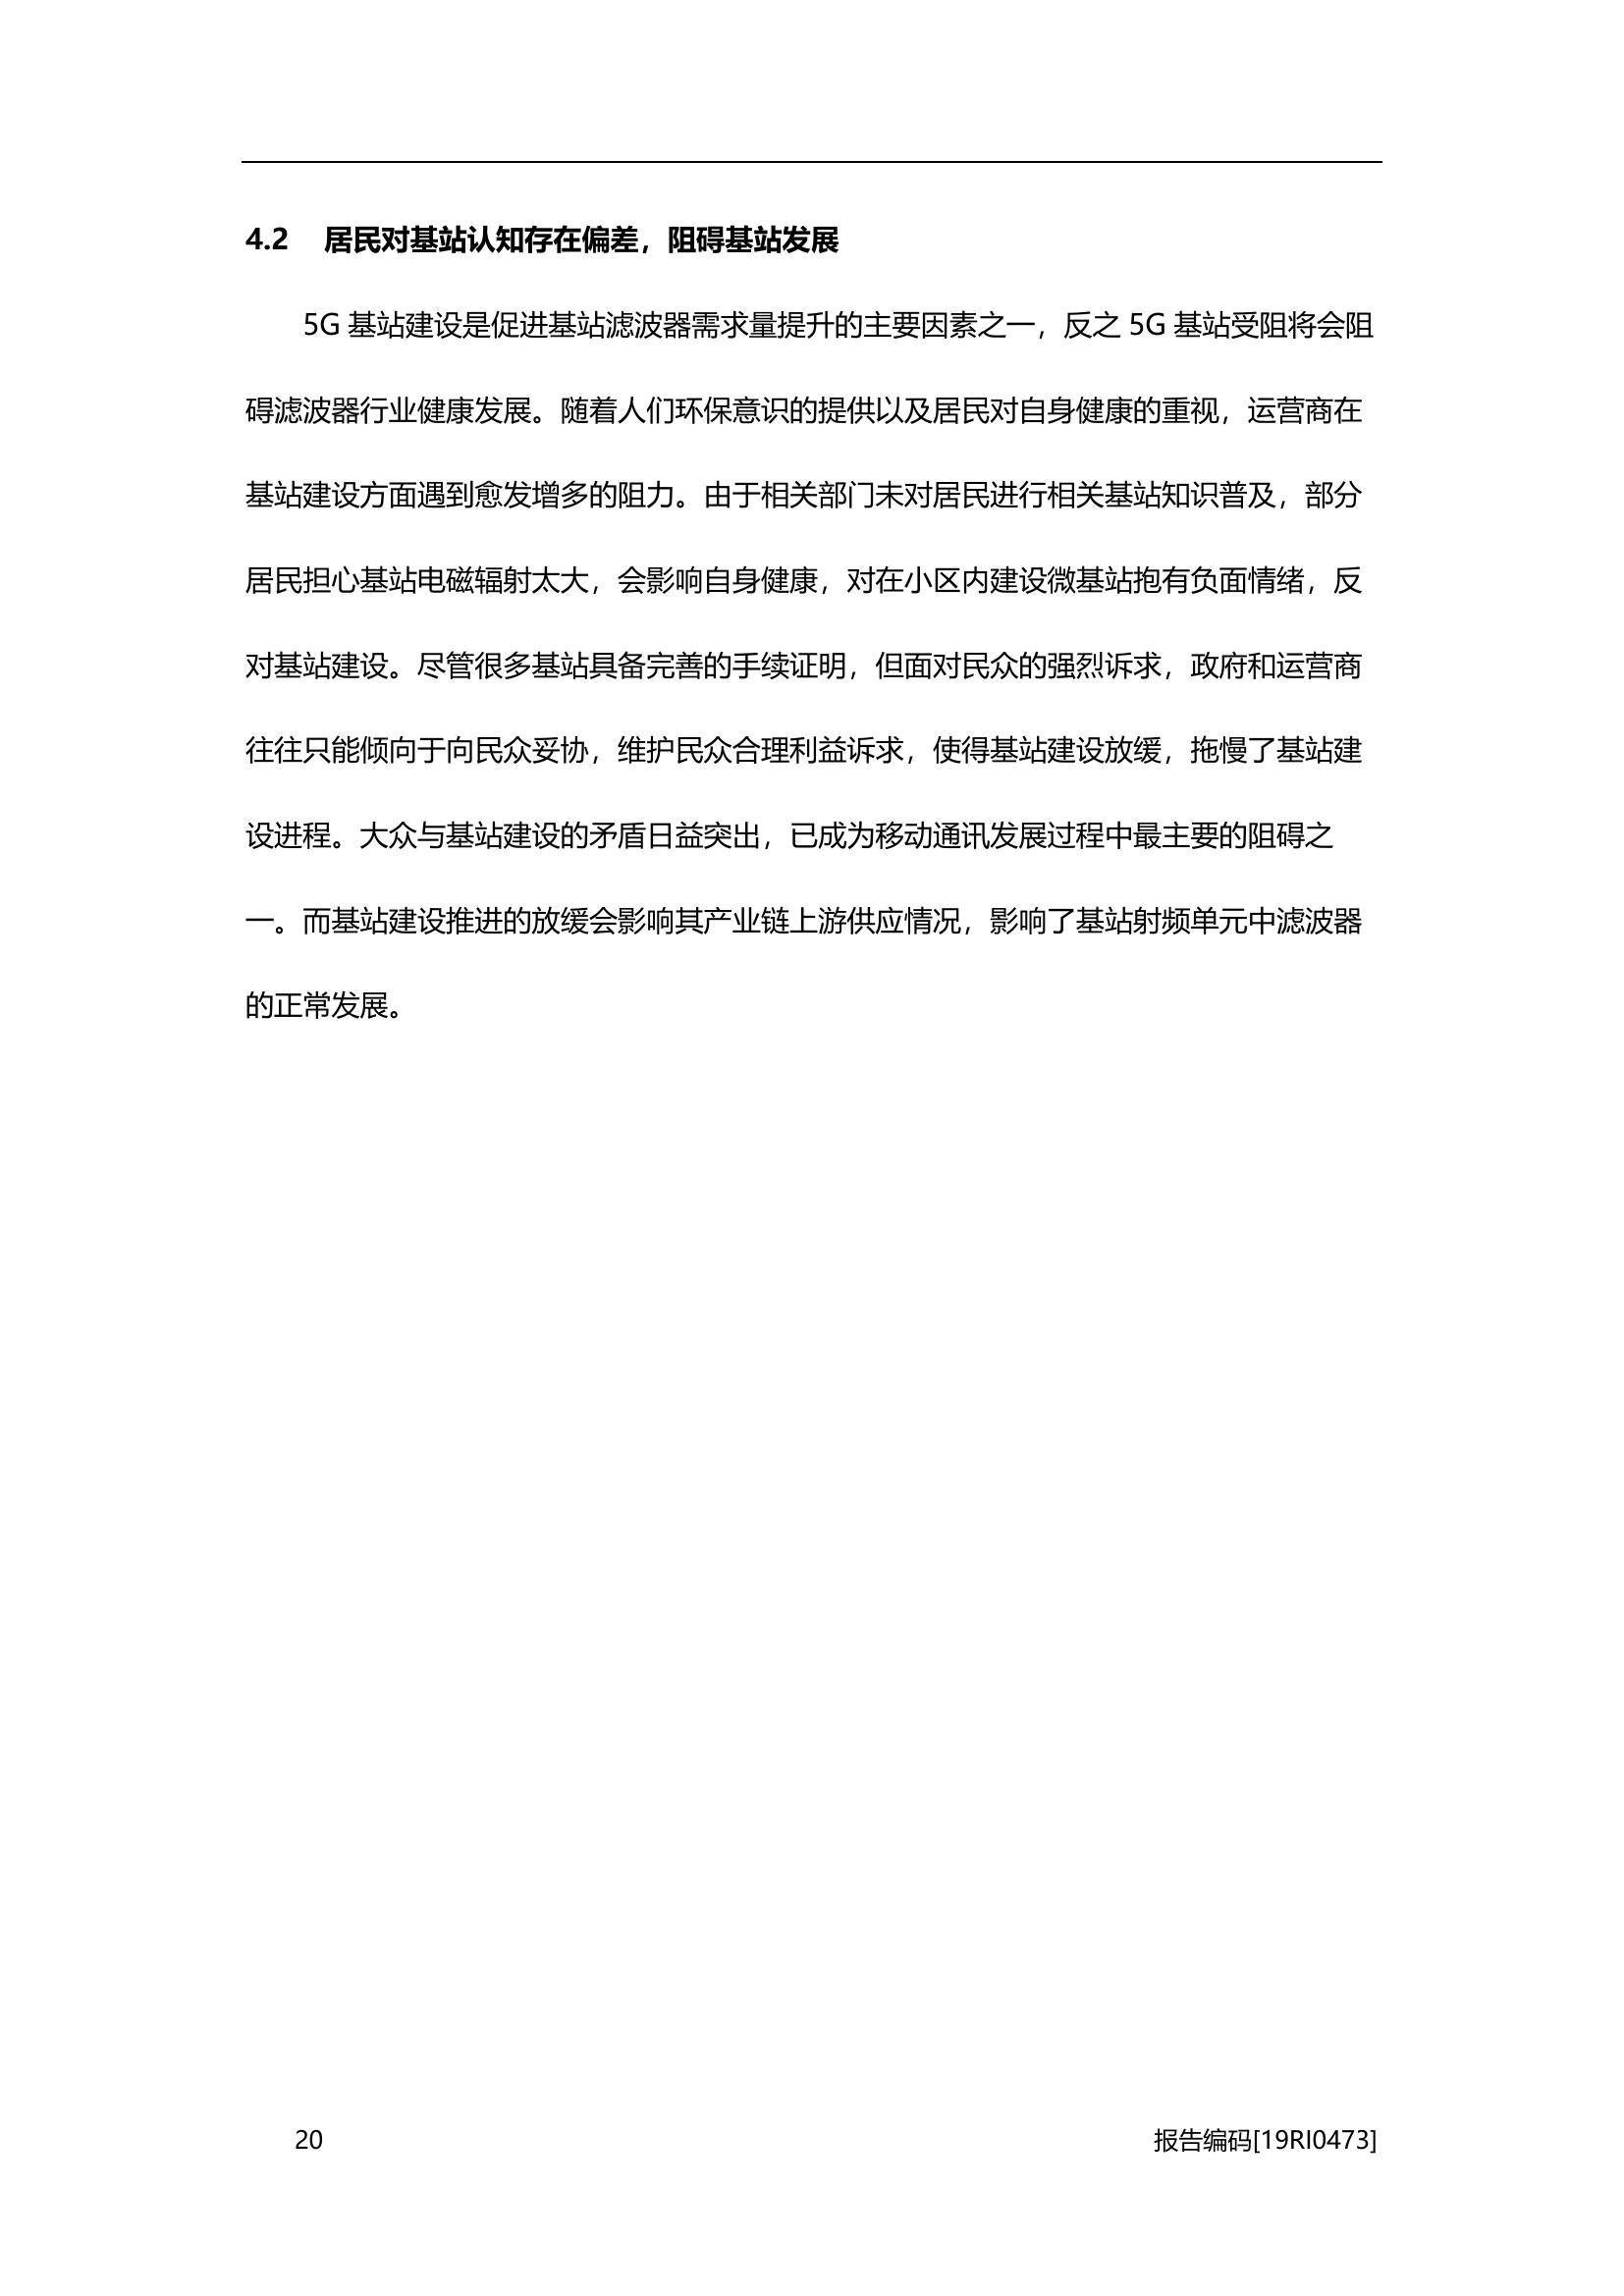 4.2 居民对基站认知存在偏差，阻碍基站发展
5G 基站建设是促进基站滤波器需求量提升的主要因素之一，反之 5G 基站受阻将会阻
碍滤波器行业健康发展。随着人们环保意识的提供以及居民对自身健康的重视，运营商在
基站建设方面遇到愈发增多的阻力。由于相关部门未对居民进行相关基站知识普及，部分
居民担心基站电磁辐射太大，会影响自身健康，对在小区内建设微基站抱有负面情绪，反
对基站建设。尽管很多基站具备完善的手续证明，但面对民众的强烈诉求，政府和运营商
往往只能倾向于向民众妥协，维护民众合理利益诉求，使得基站建设放缓，拖慢了基站建
设进程。大众与基站建设的矛盾日益突出，已成为移动通讯发展过程中最主要的阻碍之
一。而基站建设推进的放缓会影响其产业链上游供应情况，影响了基站射频单元中滤波器
的正常发展。
20 报告编码[19RI0473]